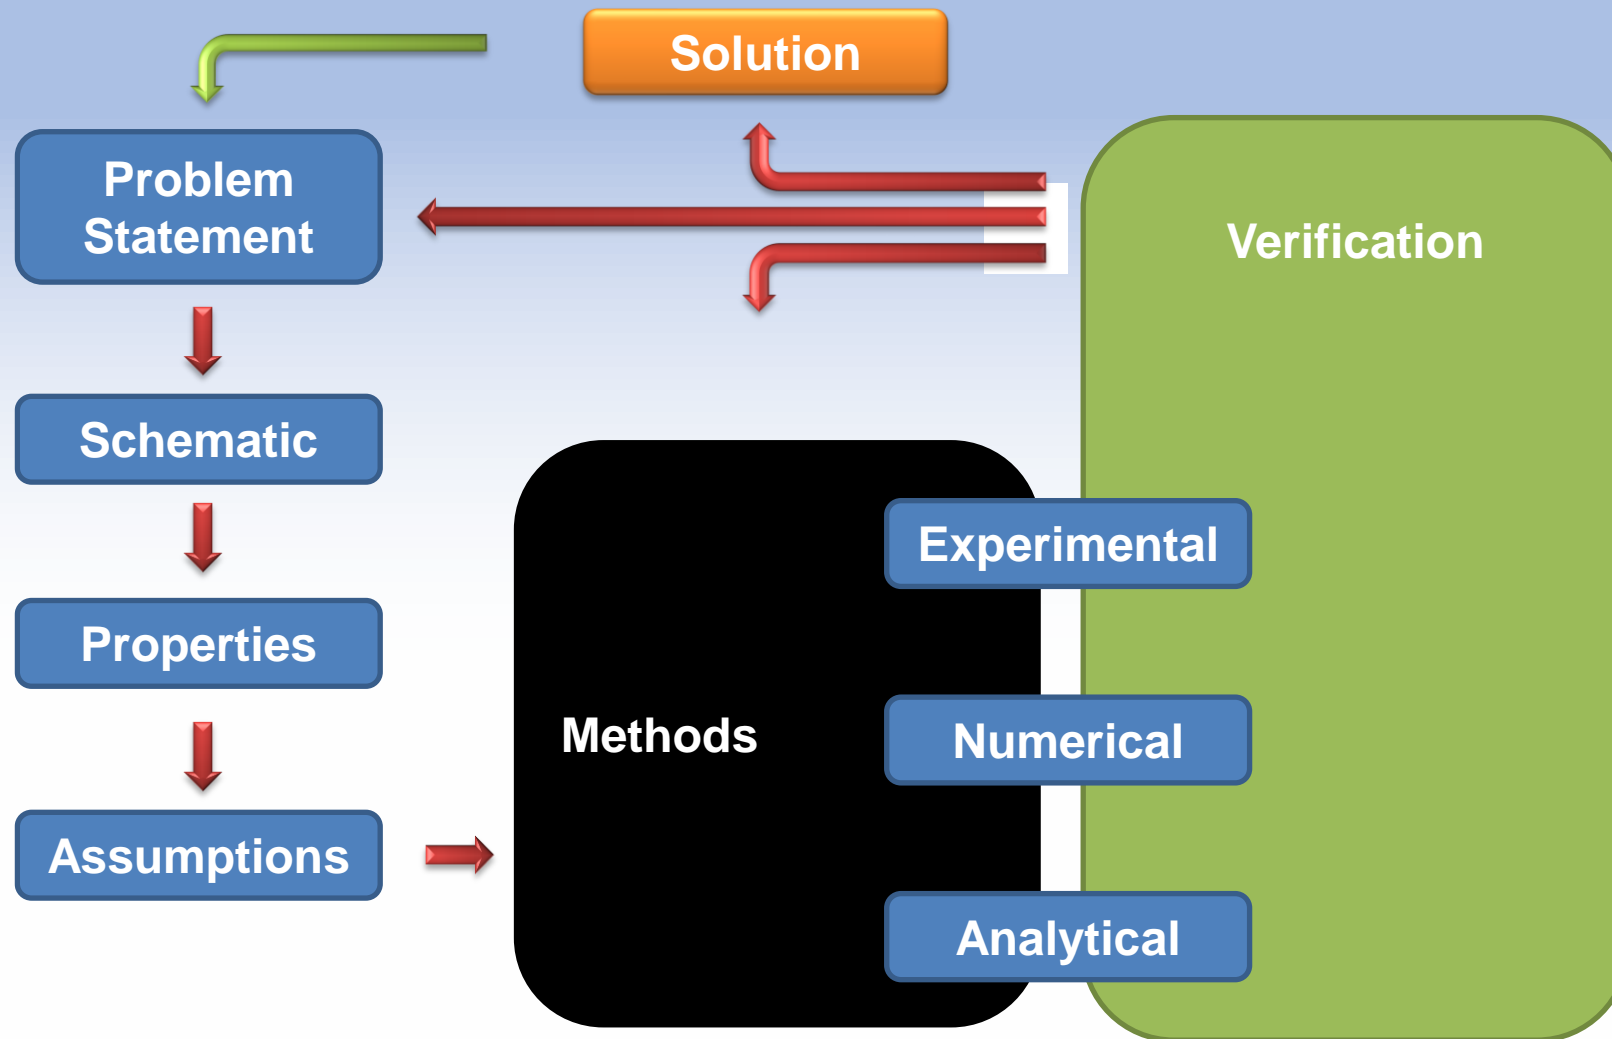 Solution
Problem
Statement
Verification
Schematic
Experimental
Properties
Methods
Numerical
Assumptions
Analytical